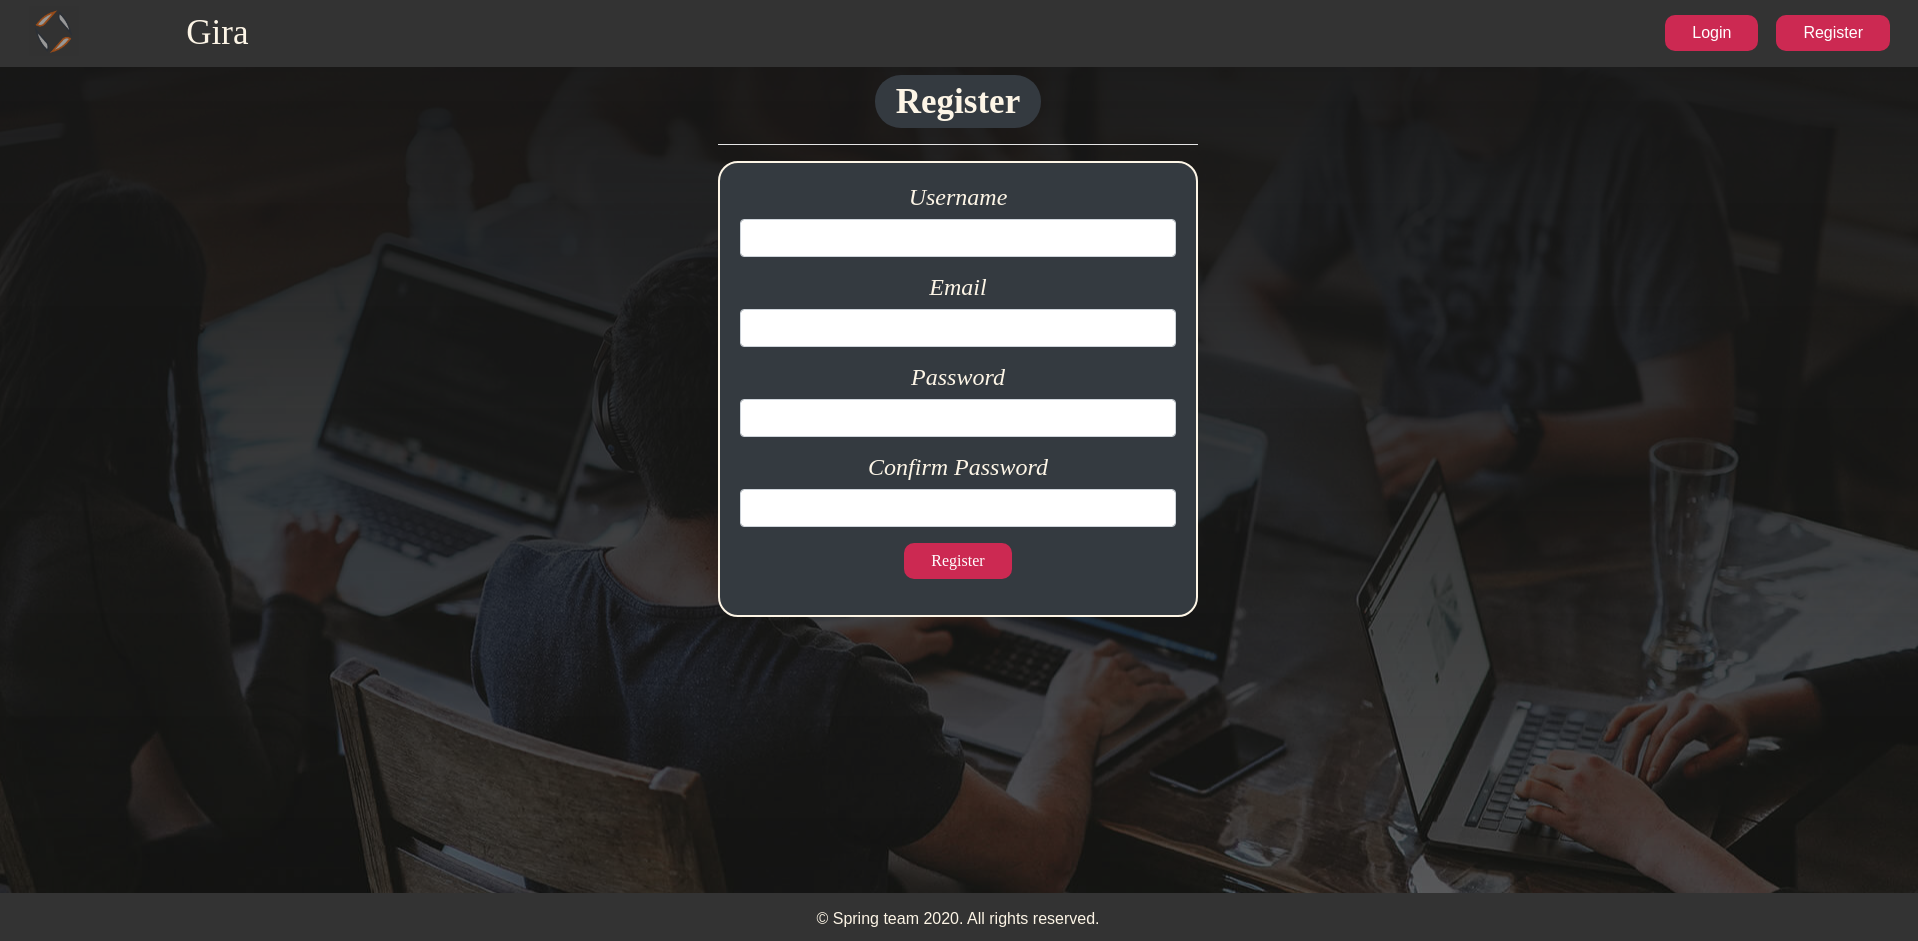 Gira
Login
Register
Register
Username
Email
Password
Confirm Password
Register
© Spring team 2020. All rights reserved.